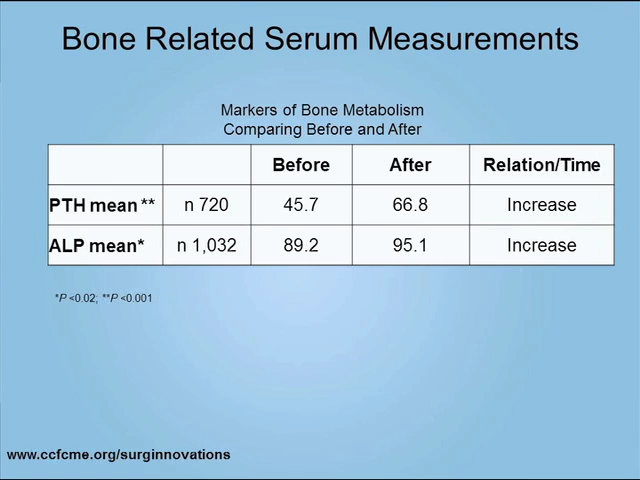 Bone Related Serum Measurements
Markers of Bone Metabolism
Comparing Before and After
Before After Relation/Time
PTH mean ** n 720 45.7 66.8 Increase
ALP mean* n 1,032 89.2 95.1 Increase
*P <0.02; **P <0.001
www.ccfcme.org/surginnovations